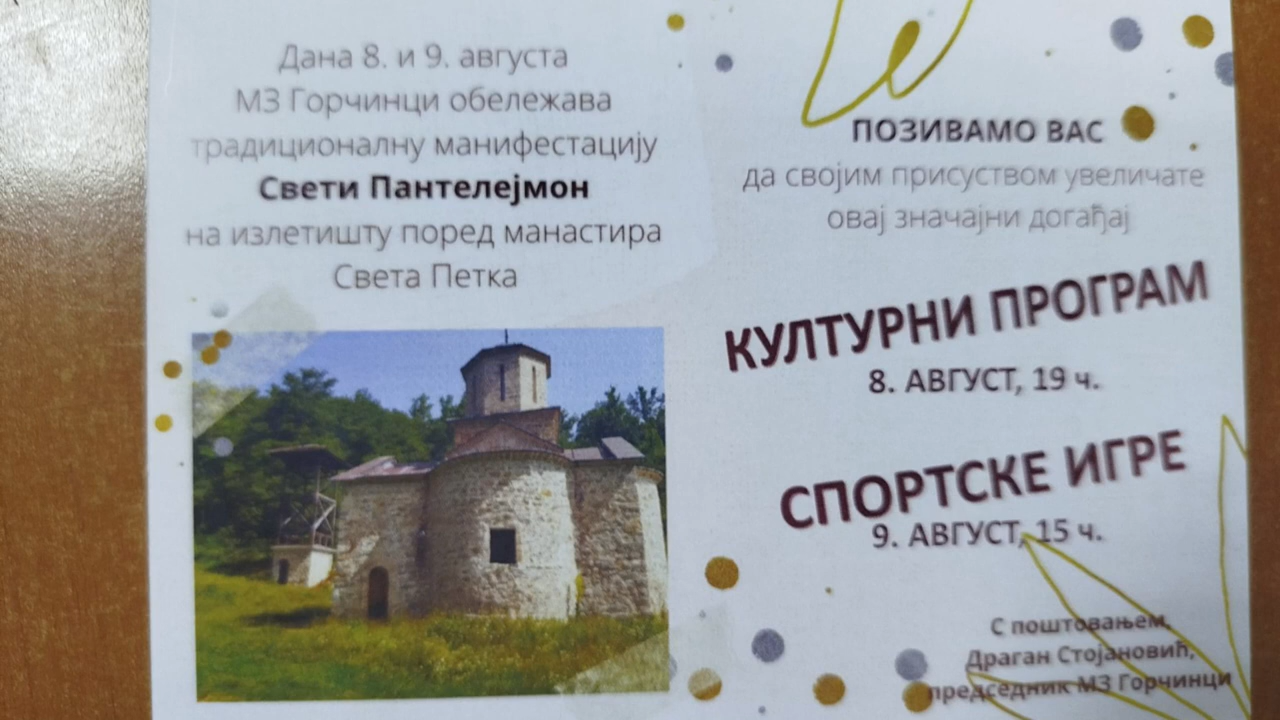 Дана 8. и 9. августа
МЗ Горчинци обележава
традиционалну манифестацију
Свети Пантелејмон
на излетишту поред манастира
Света Петка
ПОЗИВАМО ВАС
да својим присуством увеличате
овај значајни догађај
КУЛТУРНИ ПРОГРАМ
8. АВГУСТ, 19 ч.
СПОРТСКЕ ИГРЕ
9. АВГУСТ, 15 ч.
С поштовањем,
Драган Стојановић,
председник МЗ Горчинци